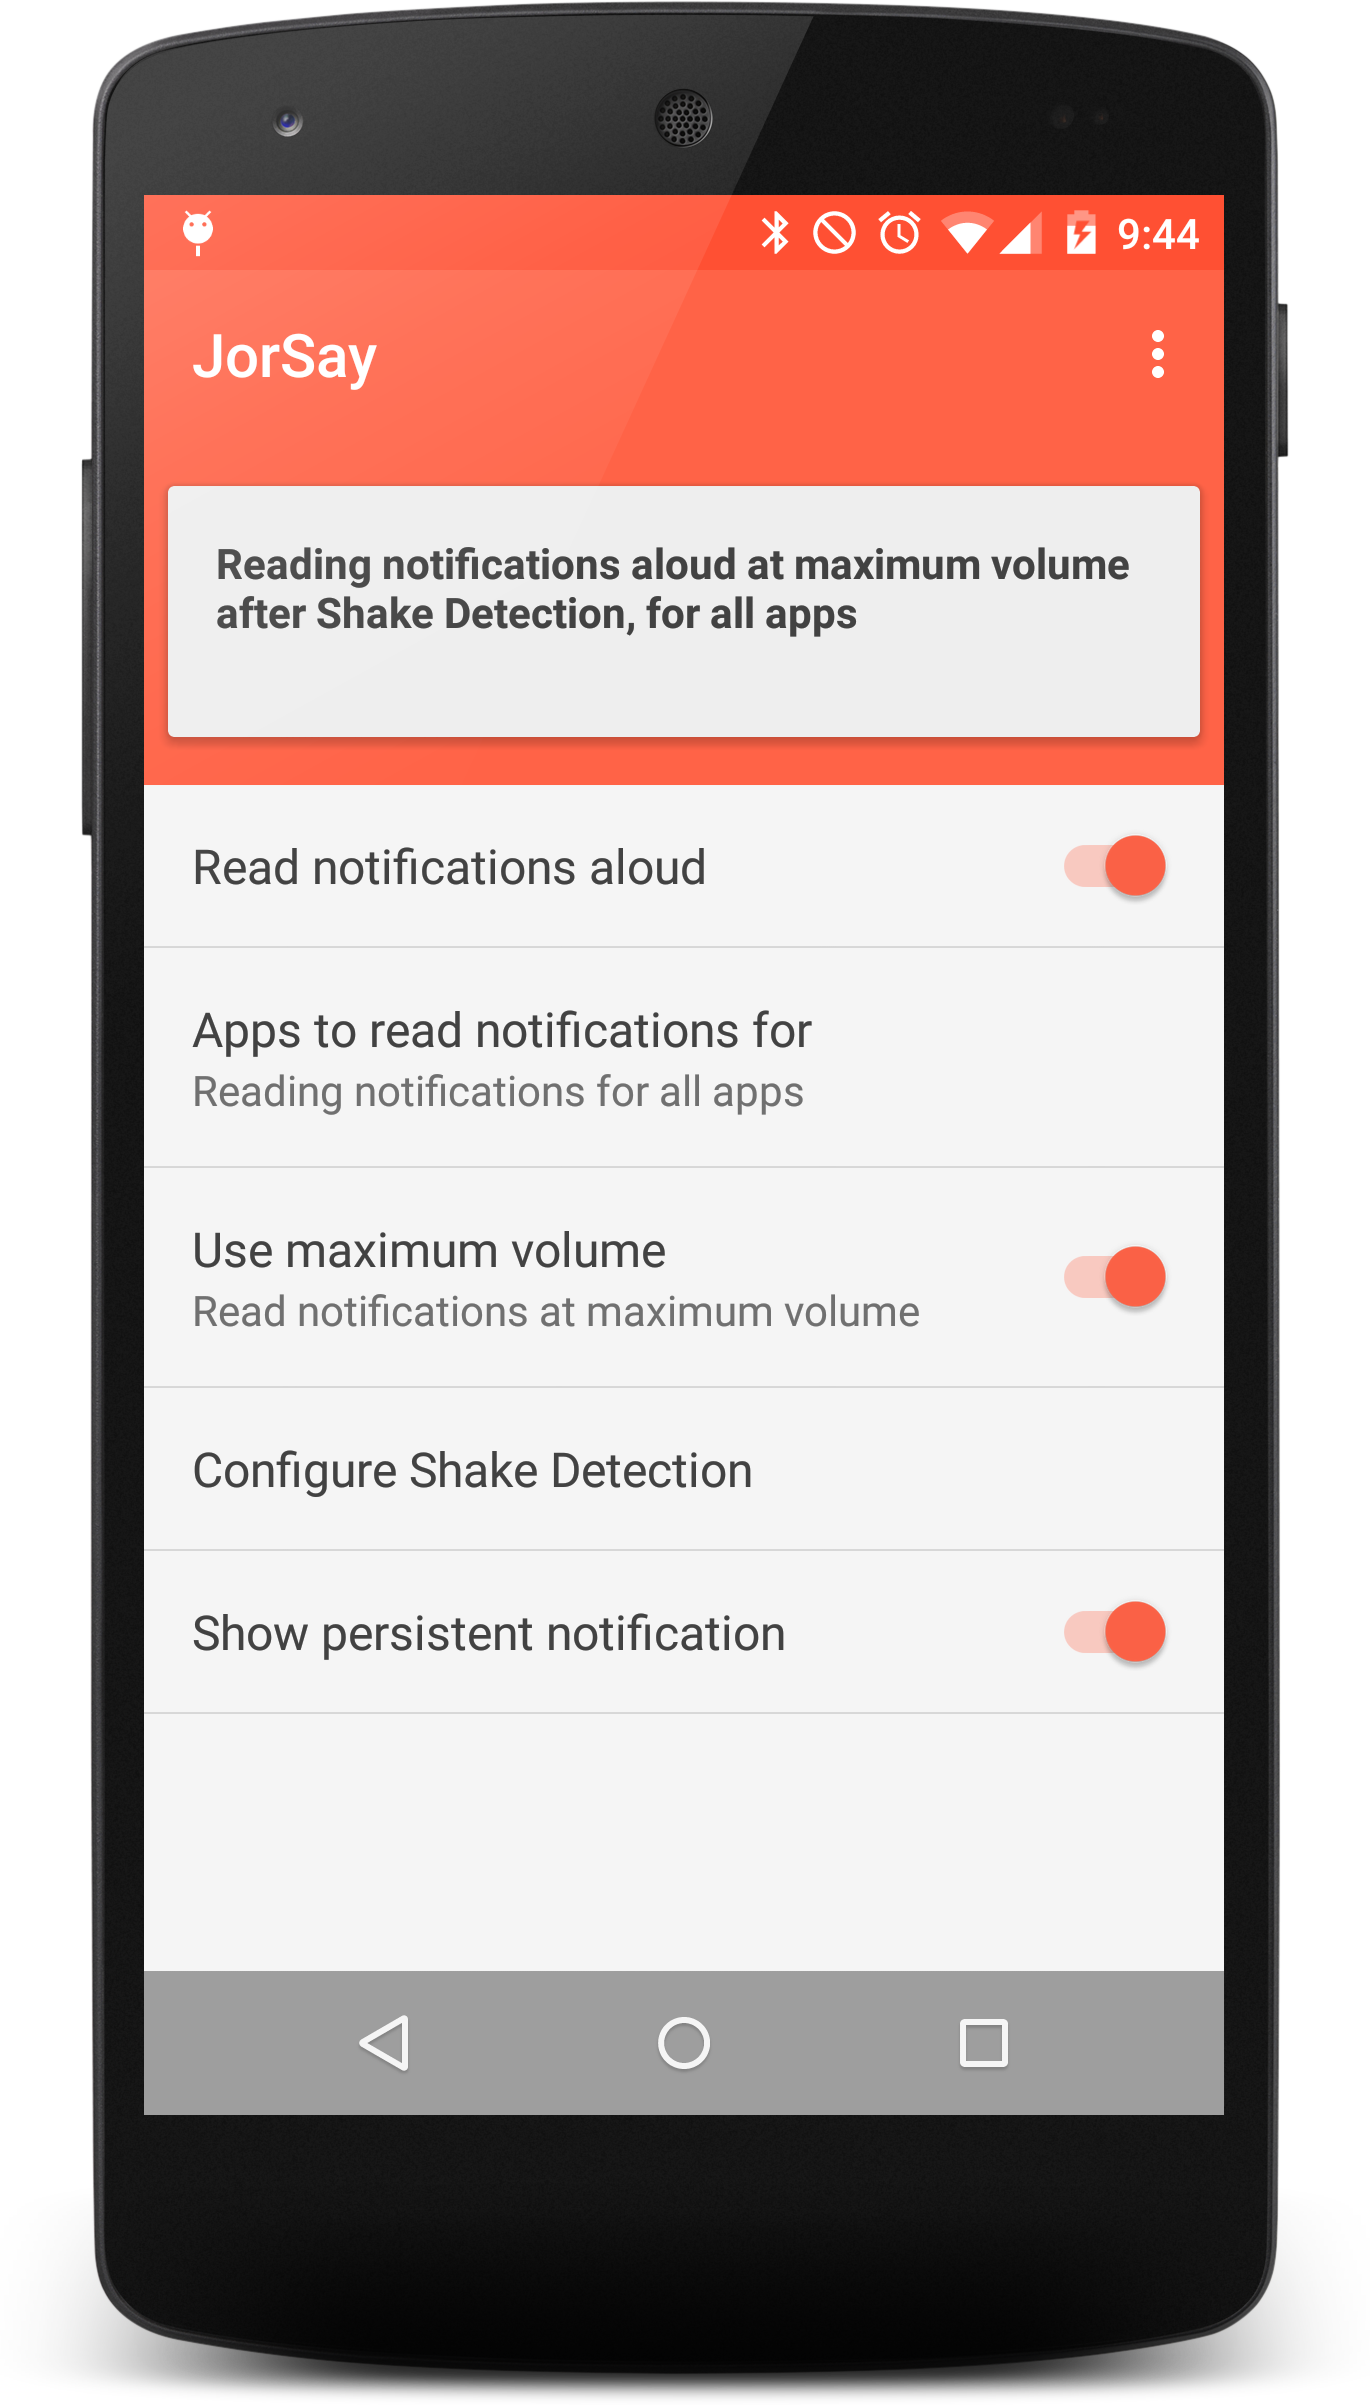 9:44
JorSay
Reading notifications aloud at maximum volume
after Shake Detection, for all apps
Read notifications aloud
Apps to read notifications for
Reading notifications for all apps
Use maximum volume
Read notifications at maximum volume
Configure Shake Detection
Show persistent notification